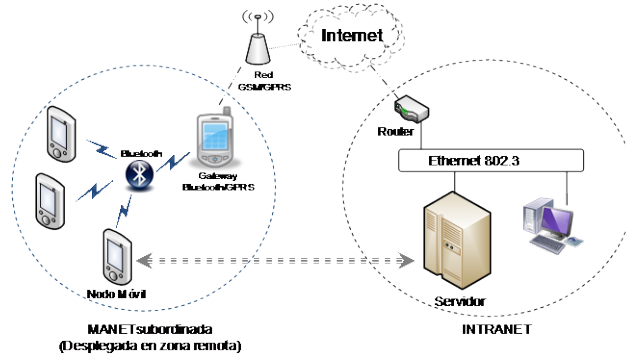 Internet
Red
GSM/GPRS
Bluetooth
Gateway
Bluetooth/GPRS
Router
Ethernet 802.3
Nodo Móvil
Servidor
MANETsubordinada
(Desplegada en zona remota)
INTRANET